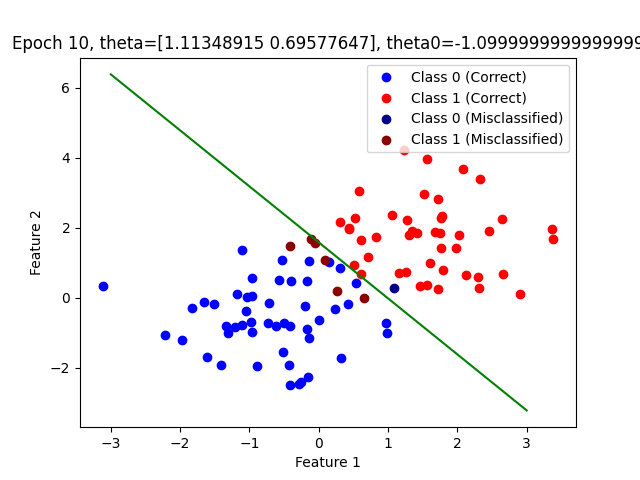 Epoch 10, theta=[1.11348915 0.69577647], theta0=-1.0999999999999999
Class 0 (Correct)
Class 1 (Correct)
Class 0 (Misclassified)
Class 1 (Misclassified)
6
4
2
0
−2
Feature 2
−3 −2 −1 0 1 2 3
Feature 1